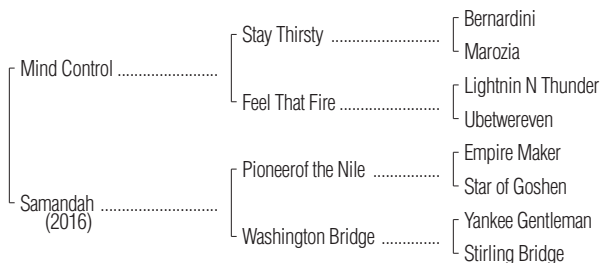 Bernardini
Stay Thirsty ........................
Marozia
Mind Control ......................
Lightnin N Thunder
Feel That Fire ......................
Ubetwereven
Empire Maker
Pioneerof the Nile ...............
Star of Goshen
Samandah ..........................
(2016)
Yankee Gentleman
Washington Bridge .............
Stirling Bridge